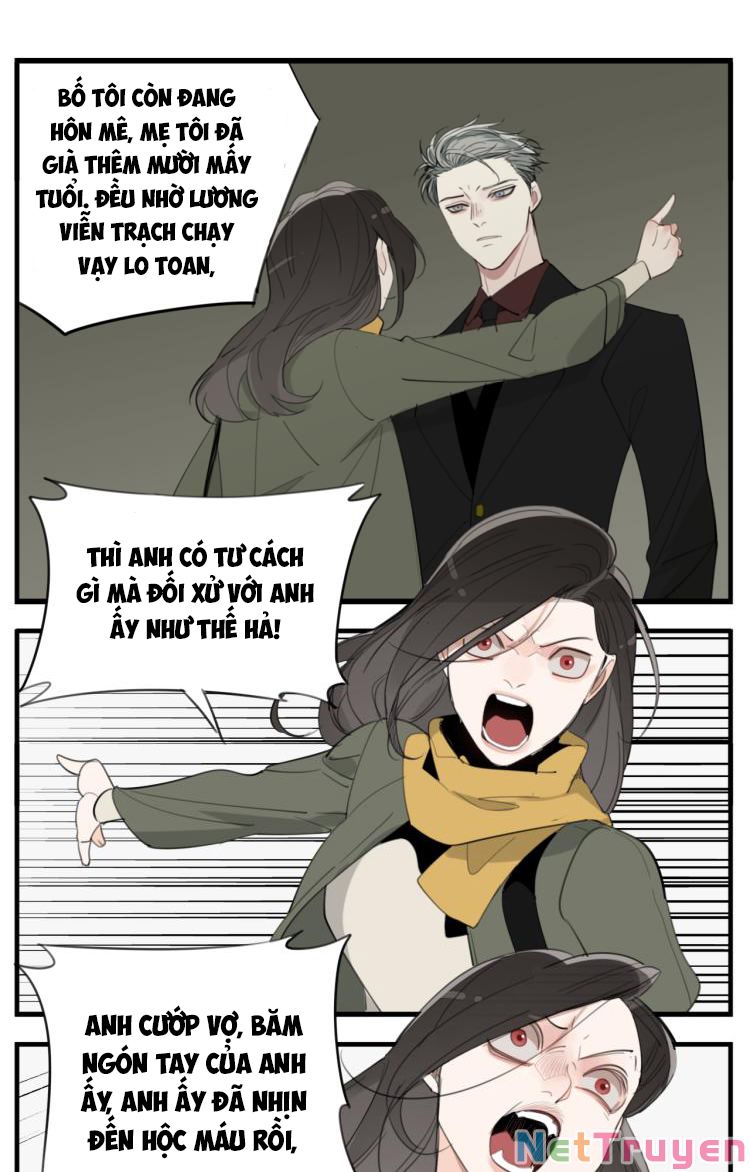 BỐ TÔI CÒN ĐANG
HÔN MÊ, MẸ TÔI ĐÃ
GIÀ THÊM MƯỜI MẤY
TUỔI. ĐỀU NHỜ LƯƠNG
VIỄN TRẠCH CHẠY
VẠY LO TOAN,
THÌ ANH CÓ TƯ CÁCH
GÌ MÀ ĐỐI XỬ VỚI ANH
ẤY NHƯ THẾ HẢ!
ANH CƯỚP VỢ, BĂM
NGÓN TAY CỦA ANH
ẤY, ANH ẤY ĐÃ NHỊN
ĐẾN HỘC MÁU RỒI,
NetTruyen